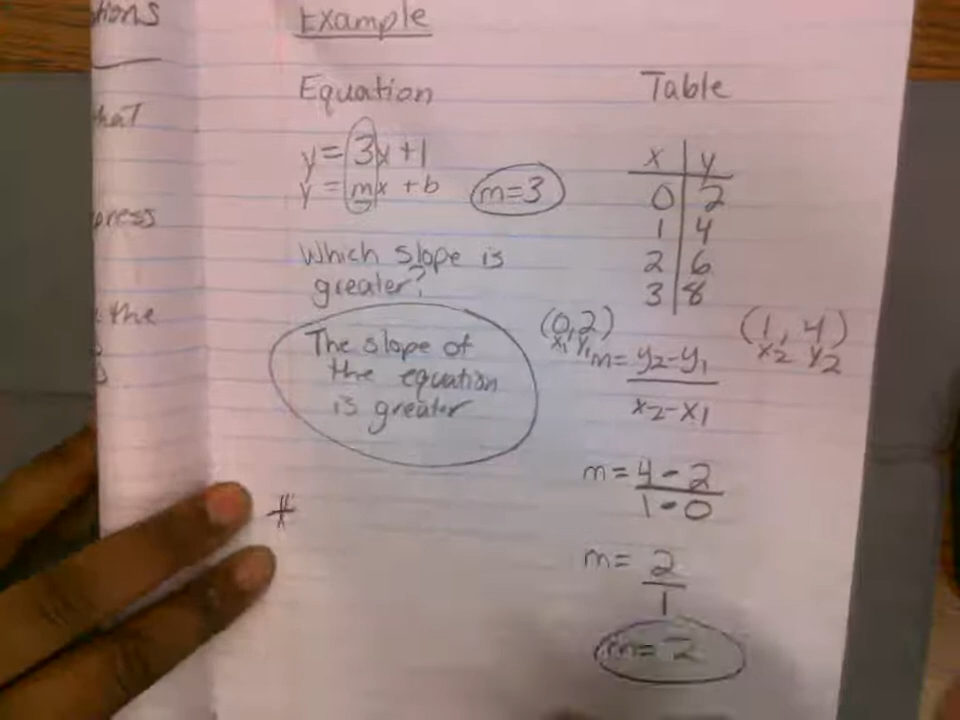 tions
hat
press
the
Example
Equation
y = 3x + 1
y = mx + b
m=3
Which slope is
greater?
The slope of
the equation
is greater
Table
x y
0 2
1 4
2 6
3 8
(0,2)
x1 y1
(1, 4)
x2 y2
m = y2-y1
x2-x1
m = 4 - 2
1 - 0
m = 2
1
m = 2